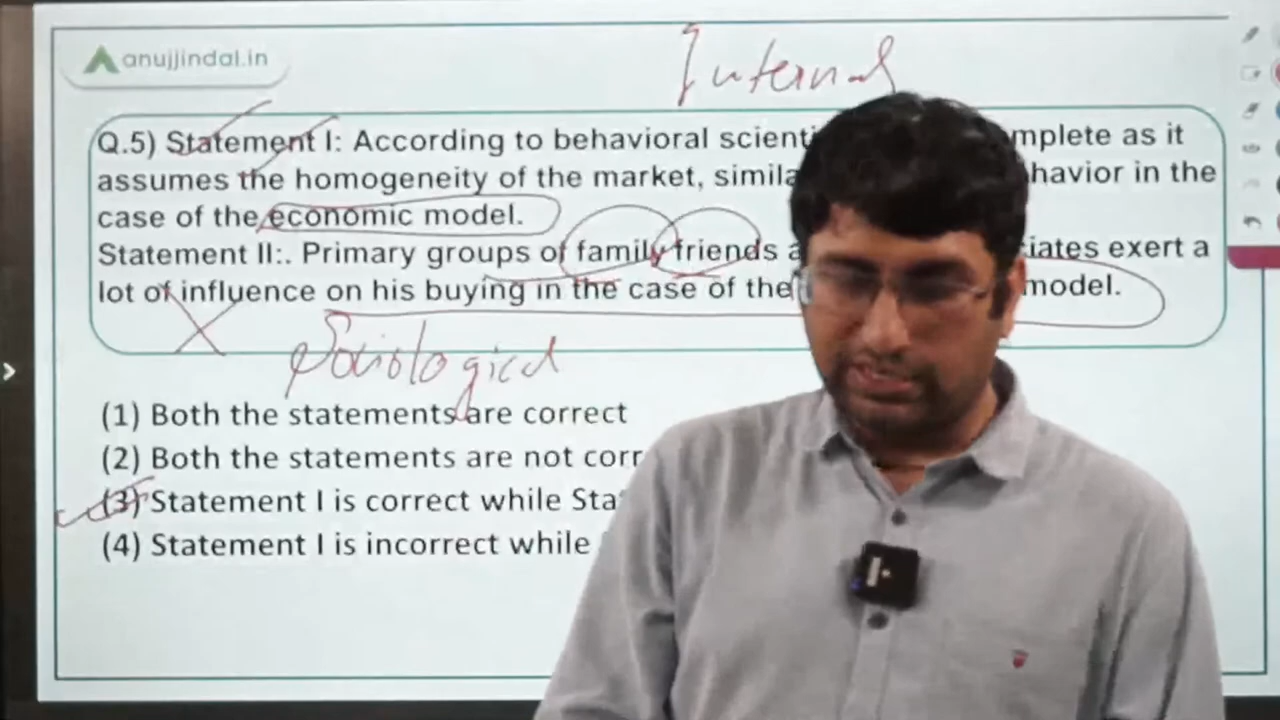 anujjindal.in
Internal
Q.5) Statement I: According to behavioral scienti mplete as it
assumes the homogeneity of the market, simila havior in the
case of the economic model.
Statement II:. Primary groups of family friends a iates exert a
lot of influence on his buying in the case of the model.
Sociological
(1) Both the statements are correct
(2) Both the statements are not corr
(3) Statement I is correct while Sta
(4) Statement I is incorrect while